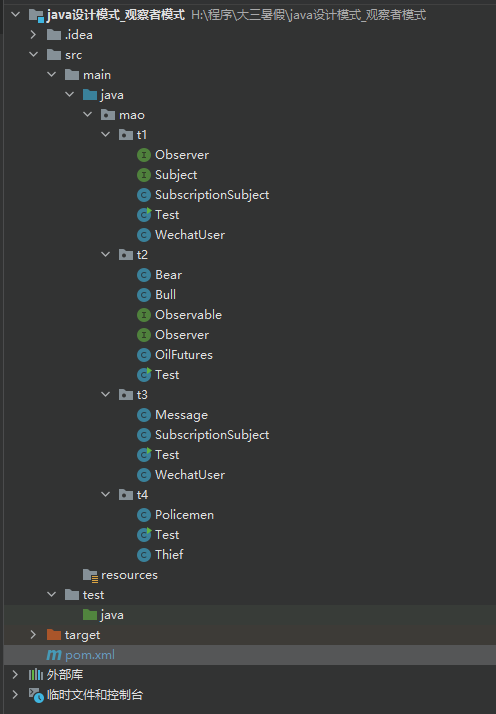 java设计模式_观察者模式 H:\程序\大三暑假\java设计模式_观察者模式
.idea
src
main
java
mao
t1
Observer
Subject
SubscriptionSubject
Test
WechatUser
t2
Bear
Bull
Observable
Observer
OilFutures
Test
t3
Message
SubscriptionSubject
Test
WechatUser
t4
Policemen
Test
Thief
resources
test
java
target
pom.xml
外部库
临时文件和控制台